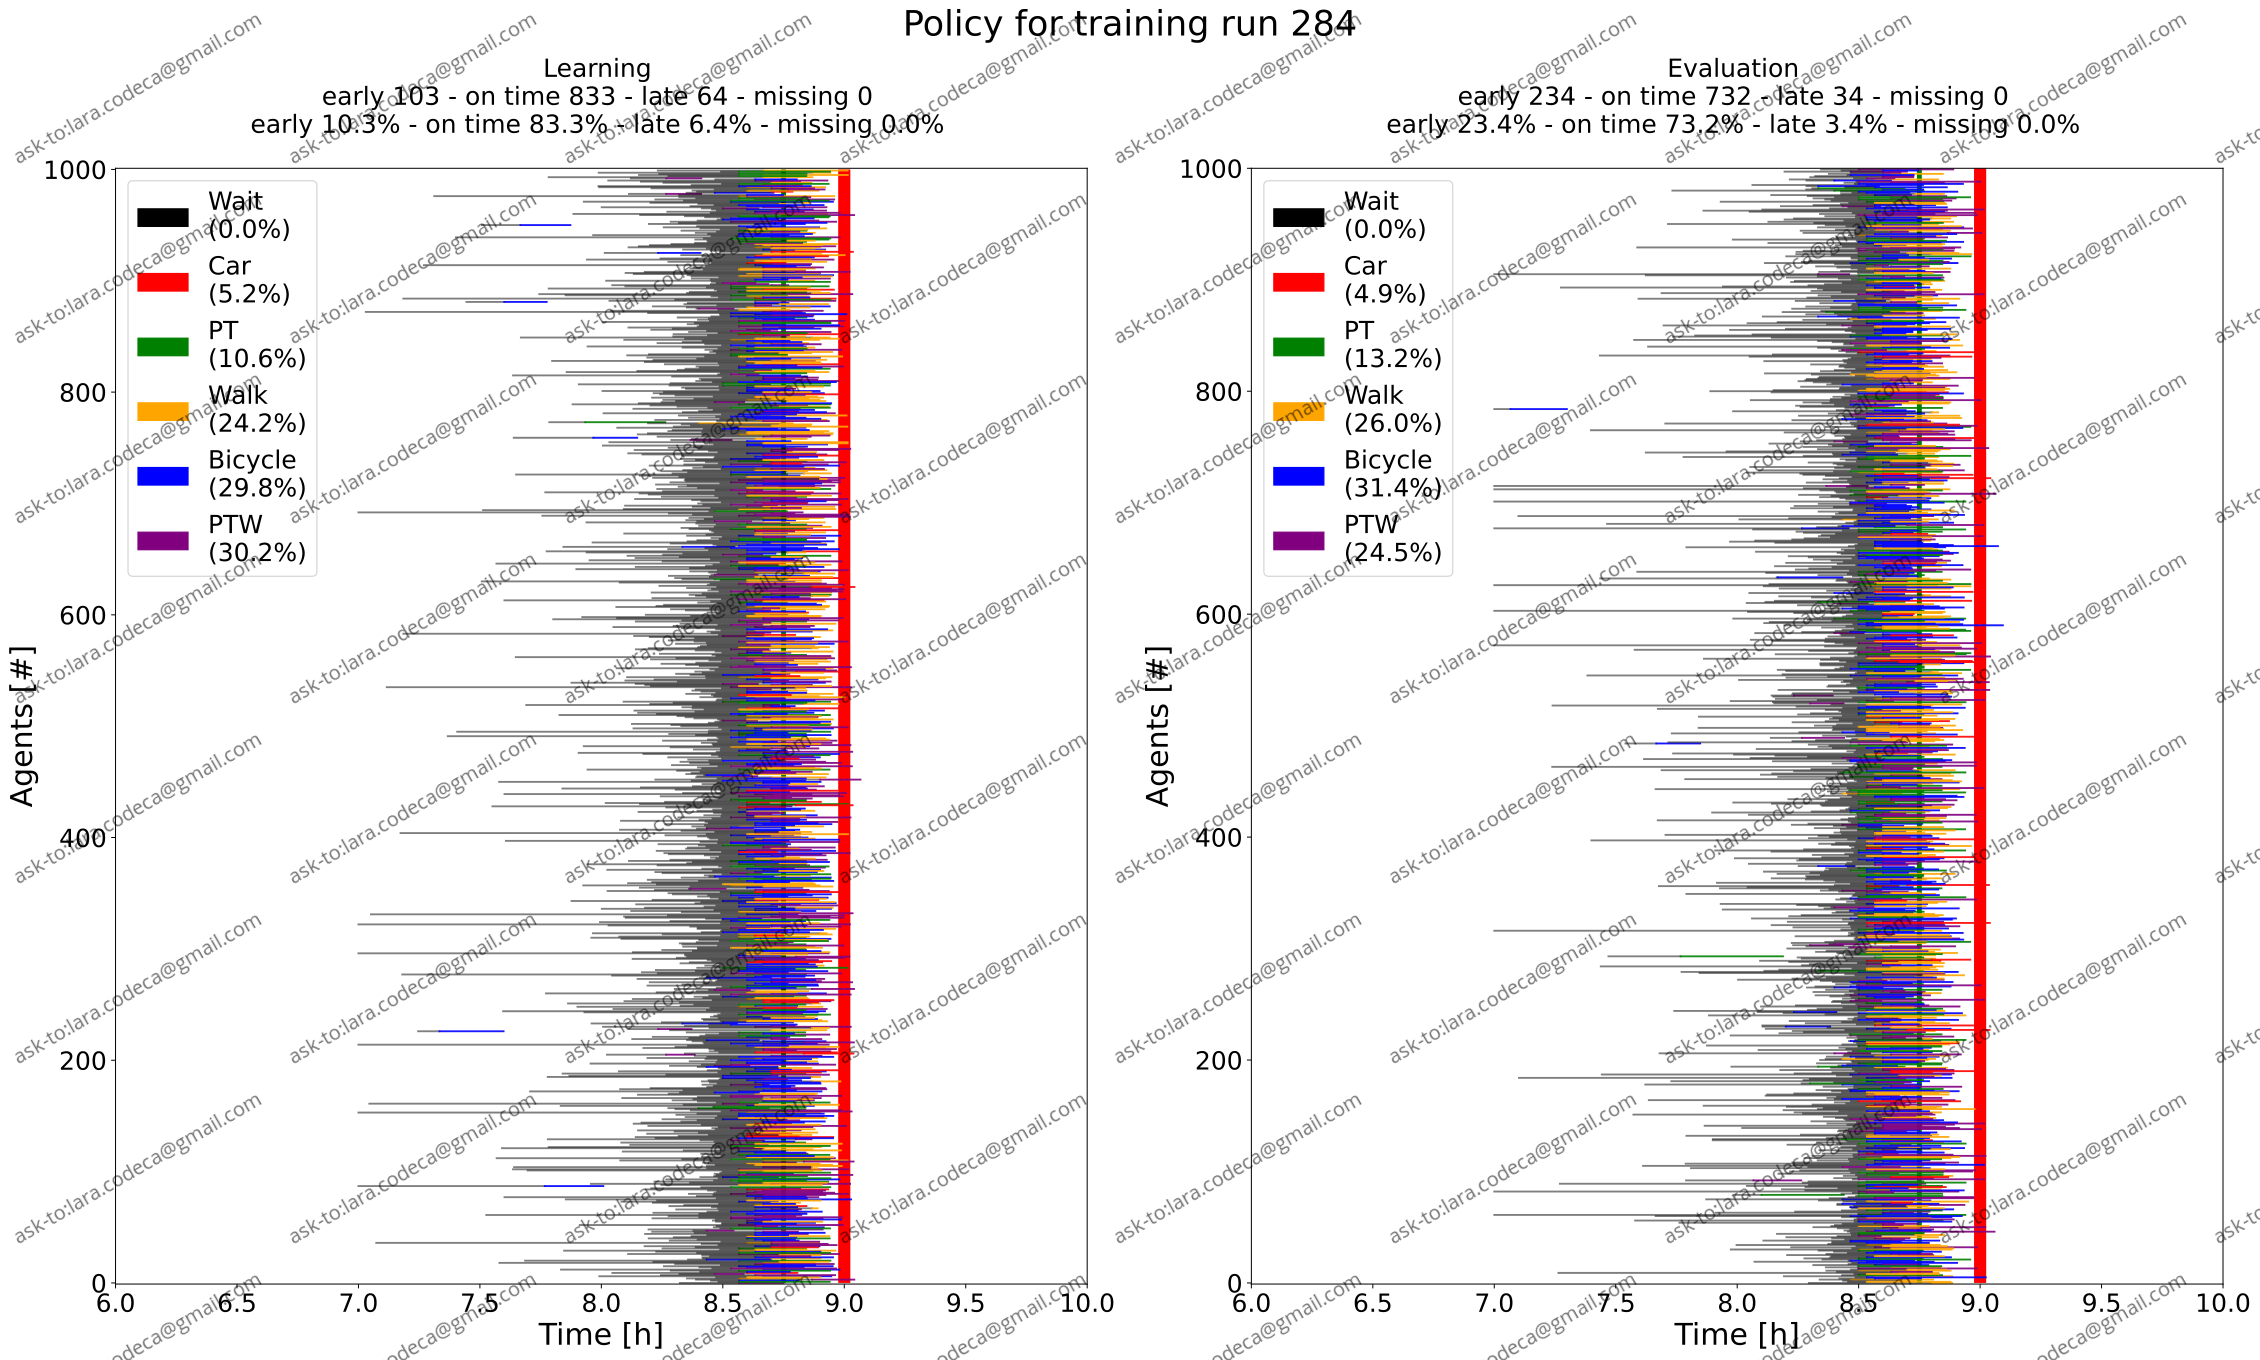 Policy for training run 284
Learning
early 103 - on time 833 - late 64 - missing 0
early 10.3% - on time 83.3% - late 6.4% - missing 0.0%
1000
800
600
400
200
0
Agents [#]
Wait
(0.0%)
Car
(5.2%)
PT
(10.6%)
Walk
(24.2%)
Bicycle
(29.8%)
PTW
(30.2%)
6.0 6.5 7.0 7.5 8.0 8.5 9.0 9.5 10.0
Time [h]
Evaluation
early 234 - on time 732 - late 34 - missing 0
early 23.4% - on time 73.2% - late 3.4% - missing 0.0%
1000
800
600
400
200
0
Agents [#]
Wait
(0.0%)
Car
(4.9%)
PT
(13.2%)
Walk
(26.0%)
Bicycle
(31.4%)
PTW
(24.5%)
6.0 6.5 7.0 7.5 8.0 8.5 9.0 9.5 10.0
Time [h]
ask-to:lara.codeca@gmail.com